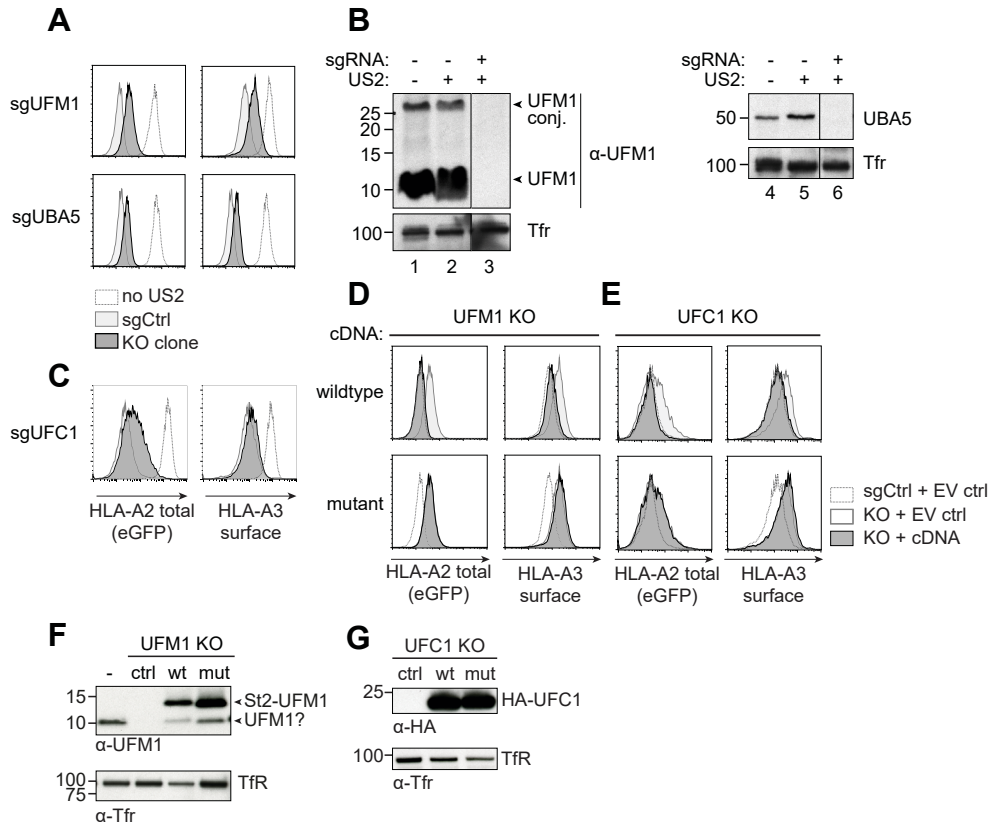 A
sgUFM1
sgUBA5
no US2
sgCtrl
KO clone
B
sgRNA: - - +
US2: - + +
25
20
15
10
UFM1
conj.
UFM1
α-UFM1
100
Tfr
1 2 3
sgRNA: - - +
US2: - + +
50
UBA5
100
Tfr
4 5 6
C
sgUFC1
HLA-A2 total
(eGFP)
HLA-A3
surface
D
UFM1 KO
cDNA:
wildtype
mutant
HLA-A2 total
(eGFP)
HLA-A3
surface
E
UFC1 KO
HLA-A2 total
(eGFP)
HLA-A3
surface
sgCtrl + EV ctrl
KO + EV ctrl
KO + cDNA
F
UFM1 KO
- ctrl wt mut
15
10
St2-UFM1
UFM1?
α-UFM1
100
75
TfR
α-Tfr
G
UFC1 KO
ctrl wt mut
25
HA-UFC1
α-HA
100
TfR
α-Tfr